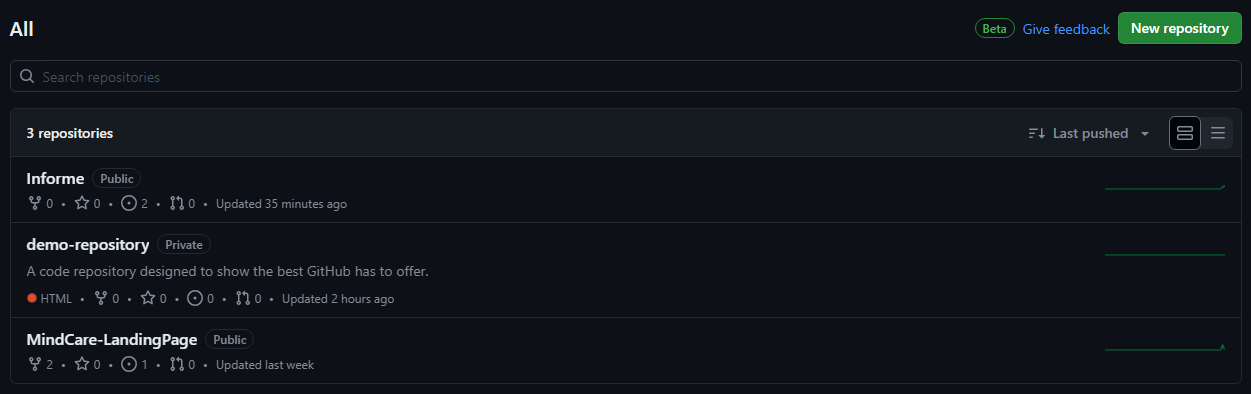 All
Beta Give feedback New repository
Search repositories
3 repositories Last pushed
Informe Public
0 • 0 • 2 • 0 • Updated 35 minutes ago
demo-repository Private
A code repository designed to show the best GitHub has to offer.
HTML • 0 • 0 • 0 • 0 • Updated 2 hours ago
MindCare-LandingPage Public
2 • 0 • 1 • 0 • Updated last week